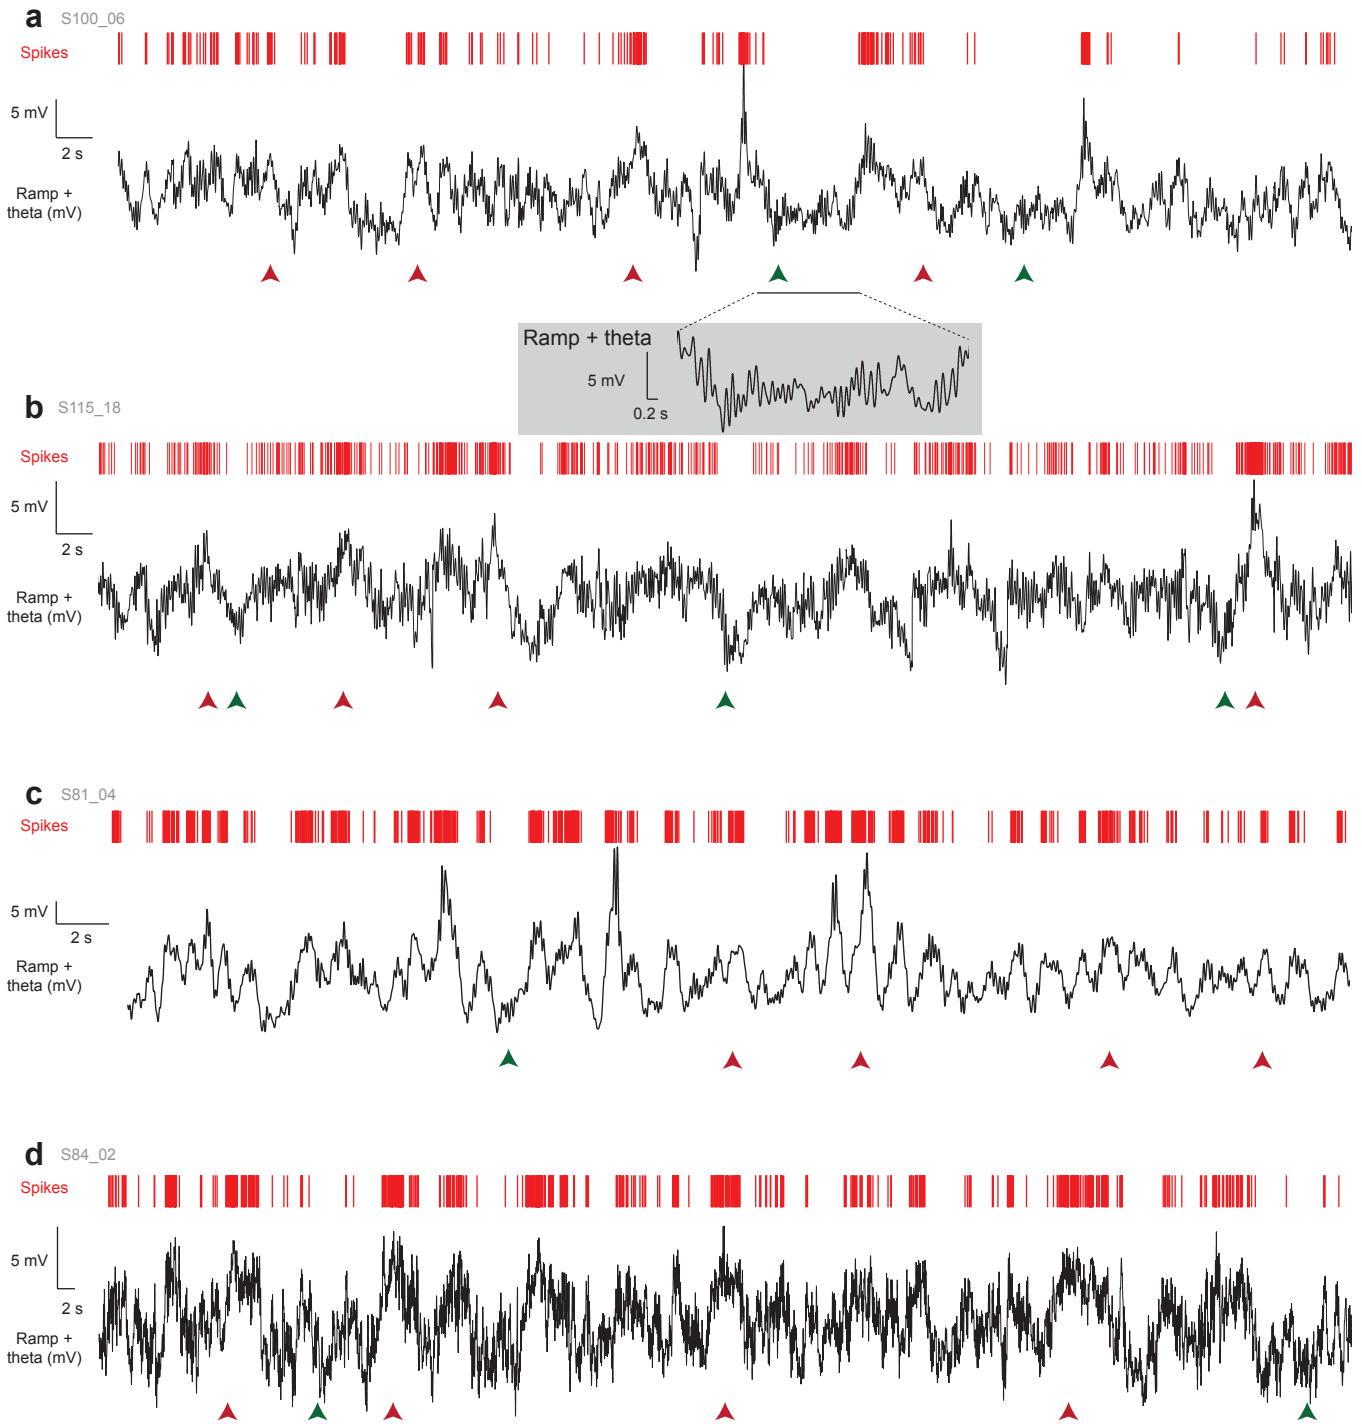 a S100_06
Spikes
5 mV
2 s
Ramp +
theta (mV)
Ramp + theta
5 mV
0.2 s
b S115_18
Spikes
5 mV
2 s
Ramp +
theta (mV)
c S81_04
Spikes
5 mV
2 s
Ramp +
theta (mV)
d S84_02
Spikes
5 mV
2 s
Ramp +
theta (mV)